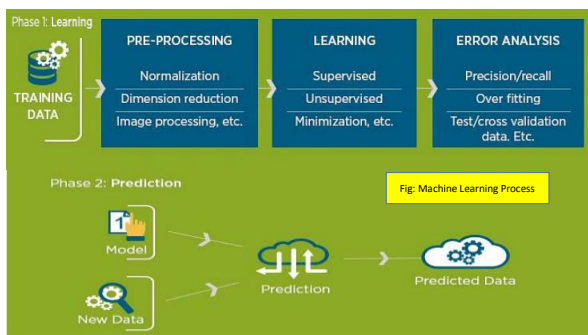 Phase 1: Learning
TRAINING
DATA
PRE-PROCESSING
Normalization
Dimension reduction
Image processing, etc.
LEARNING
Supervised
Unsupervised
Minimization, etc.
ERROR ANALYSIS
Precision/recall
Over fitting
Test/cross validation
data. Etc.
Phase 2: Prediction
Fig: Machine Learning Process
1
Model
New Data
Prediction
Predicted Data